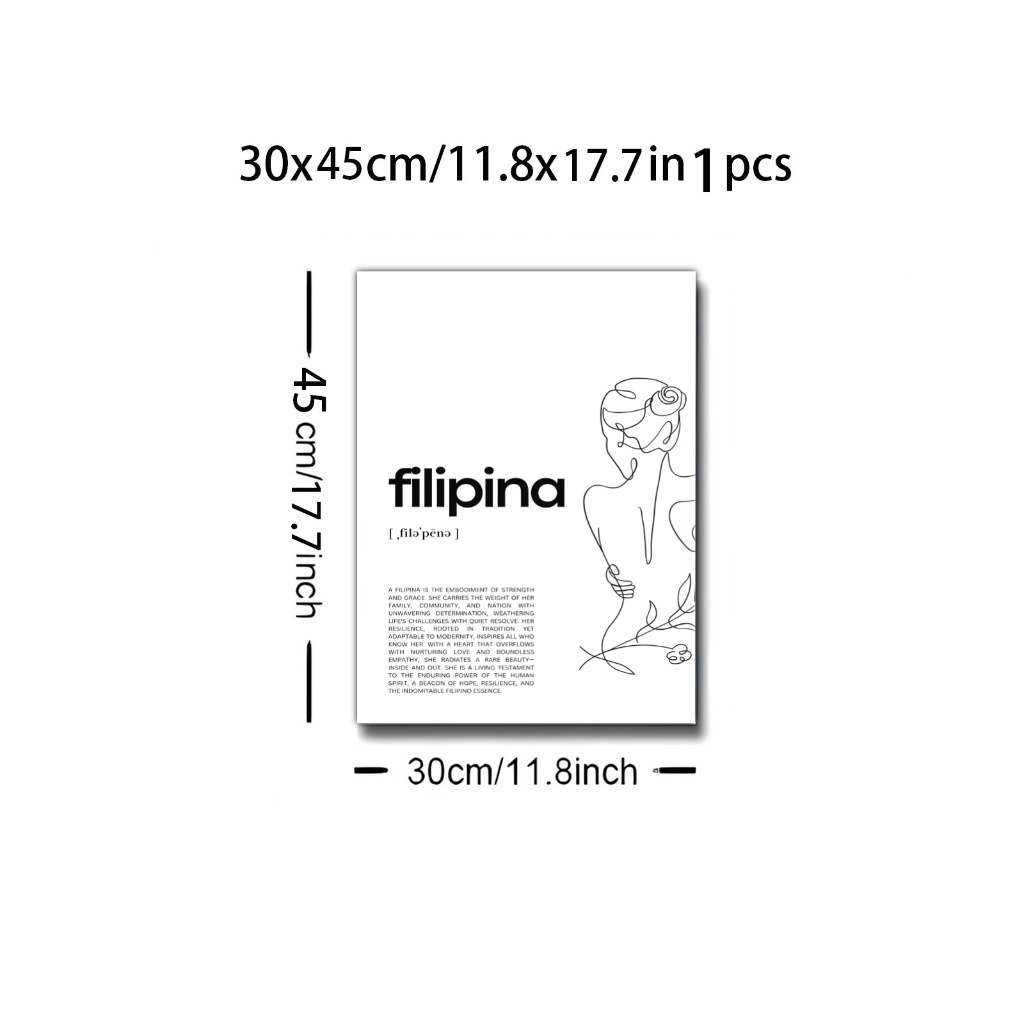 30x45cm/11.8x17.7in 1 pcs
45cm/17.7inch
filipina
[ ˌfiləˈpēnə ]
A FILIPINA IS THE EMBODIMENT OF STRENGTH
AND GRACE. SHE CARRIES THE WEIGHT OF HER
FAMILY, COMMUNITY, AND NATION WITH
UNWAVERING DETERMINATION, WEATHERING
LIFE'S CHALLENGES WITH QUIET RESOLVE. HER
RESILIENCE, ROOTED IN TRADITION YET
ADAPTABLE TO MODERNITY, INSPIRES ALL WHO
KNOW HER. WITH A HEART THAT OVERFLOWS
WITH NURTURING LOVE AND BOUNDLESS
EMPATHY, SHE RADIATES A RARE BEAUTY—
INSIDE AND OUT. SHE IS A LIVING TESTAMENT
TO THE ENDURING POWER OF THE HUMAN
SPIRIT, A BEACON OF HOPE, RESILIENCE, AND
THE INDOMITABLE FILIPINO ESSENCE.
30cm/11.8inch